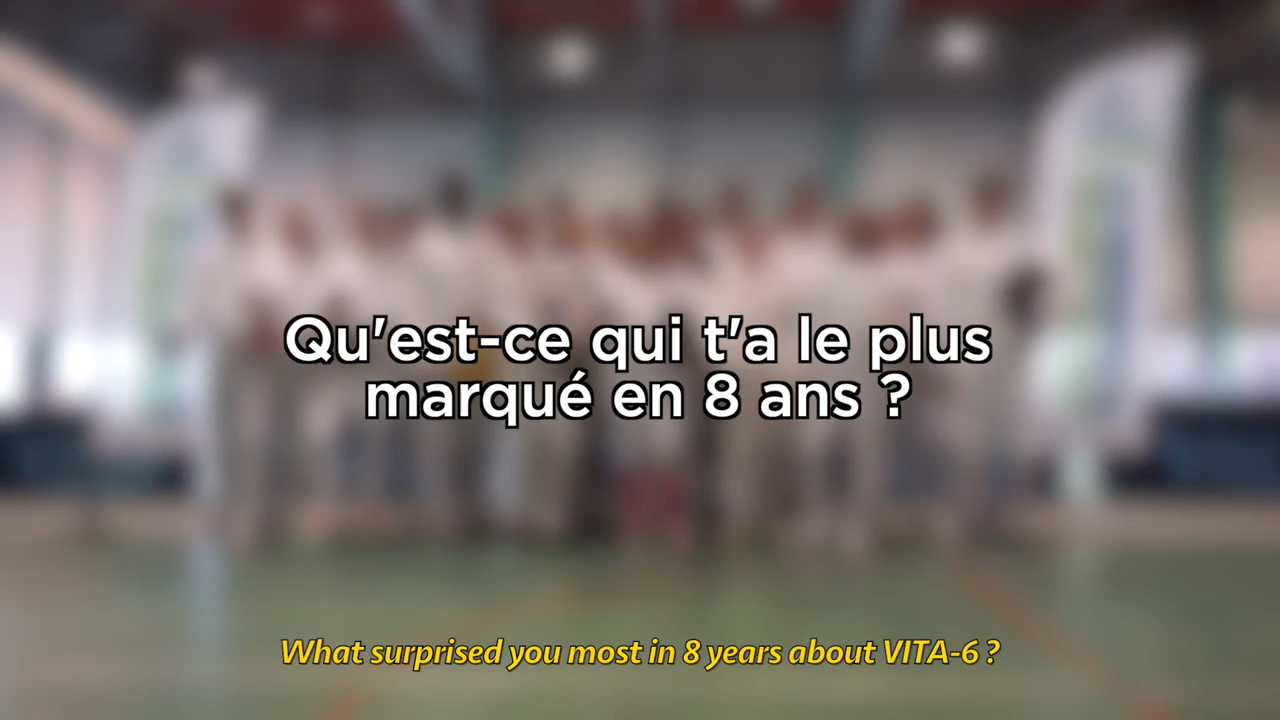 Qu'est-ce qui t'a le plus
marqué en 8 ans ?
What surprised you most in 8 years about VITA-6 ?